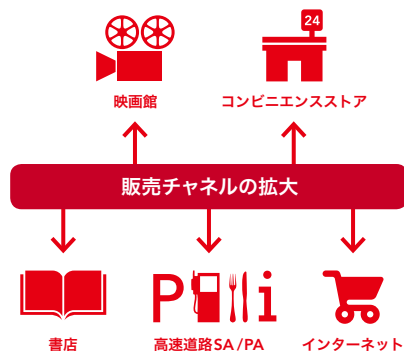 24
映画館
コンビニエンスストア
販売チャネルの拡大
P i
書店
高速道路SA/PA
インターネット